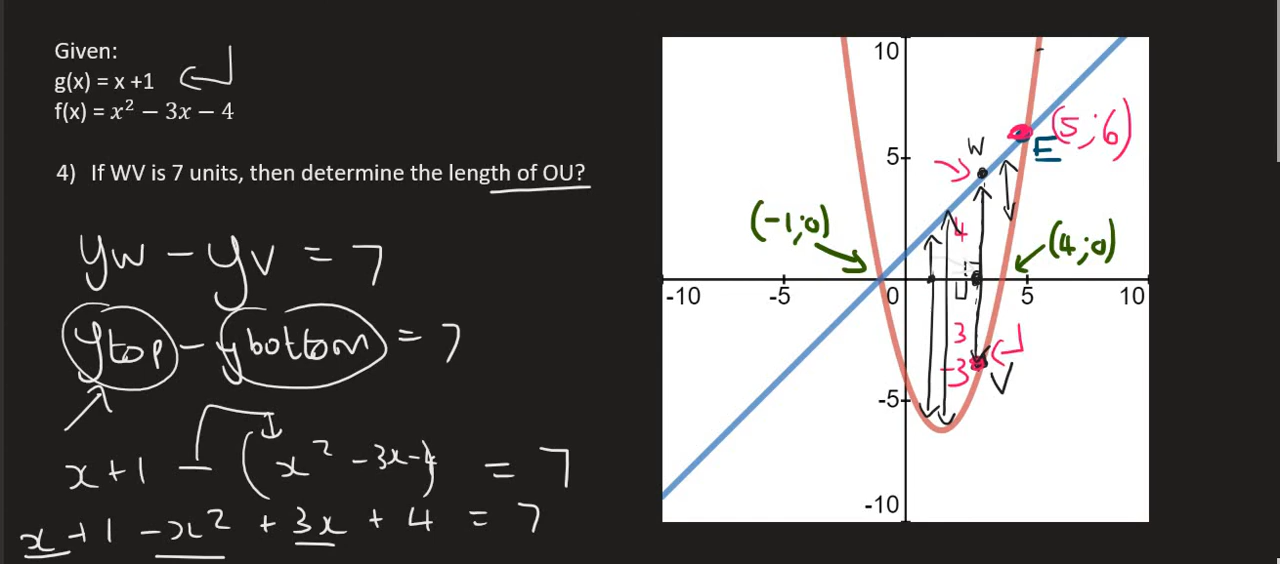 Given:
g(x) = x +1
f(x) = x² − 3x − 4
4) If WV is 7 units, then determine the length of OU?
yw − yv = 7
ytop − ybottom = 7
x+1 − (x² −3x−4) = 7
x+1 −x² + 3x + 4 = 7
10
(5;6)
W
E
5
(-1;0)
4
(4;0)
-10
-5
0
U
5
10
3
-3
V
-5
-10